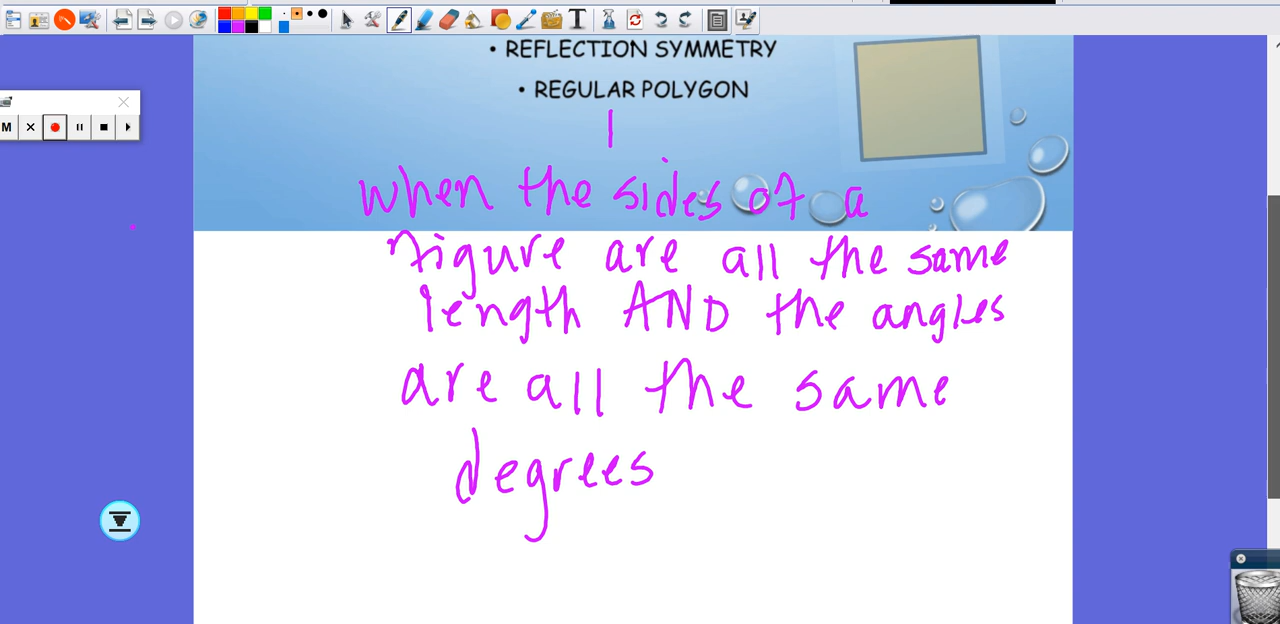 • REFLECTION SYMMETRY
• REGULAR POLYGON
when the sides of a
figure are all the same
length AND the angles
are all the same
degrees
M
T